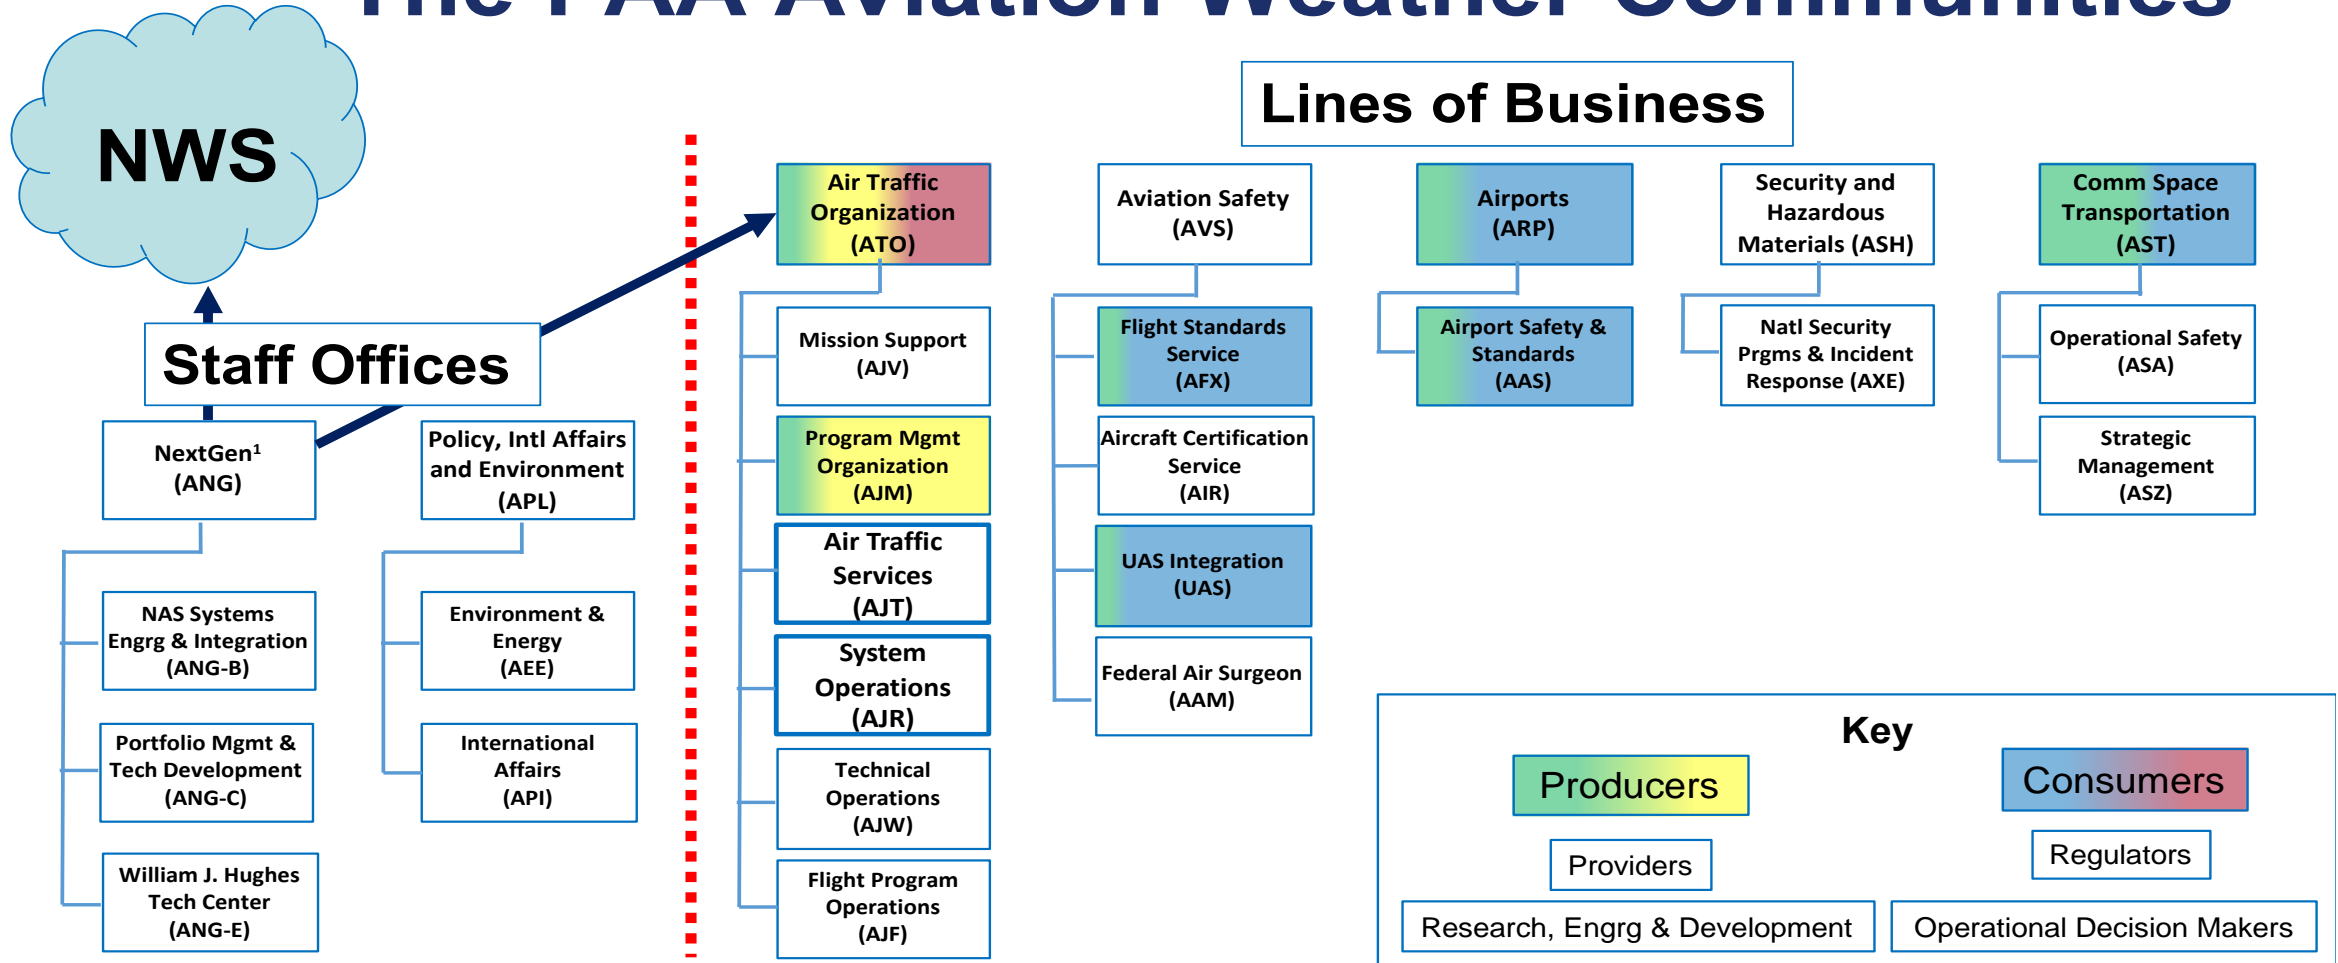 The FAA Aviation Weather Communities
NWS
Lines of Business
Staff Offices
NextGen¹
(ANG)
NAS Systems
Engrg & Integration
(ANG-B)
Portfolio Mgmt &
Tech Development
(ANG-C)
William J. Hughes
Tech Center
(ANG-E)
Policy, Intl Affairs
and Environment
(APL)
Environment &
Energy
(AEE)
International
Affairs
(API)
Air Traffic
Organization
(ATO)
Mission Support
(AJV)
Program Mgmt
Organization
(AJM)
Air Traffic
Services
(AJT)
System
Operations
(AJR)
Technical
Operations
(AJW)
Flight Program
Operations
(AJF)
Aviation Safety
(AVS)
Flight Standards
Service
(AFX)
Aircraft Certification
Service
(AIR)
UAS Integration
(UAS)
Federal Air Surgeon
(AAM)
Airports
(ARP)
Airport Safety &
Standards
(AAS)
Security and
Hazardous
Materials (ASH)
Natl Security
Prgms & Incident
Response (AXE)
Comm Space
Transportation
(AST)
Operational Safety
(ASA)
Strategic
Management
(ASZ)
Key
Producers
Providers
Research, Engrg & Development
Consumers
Regulators
Operational Decision Makers